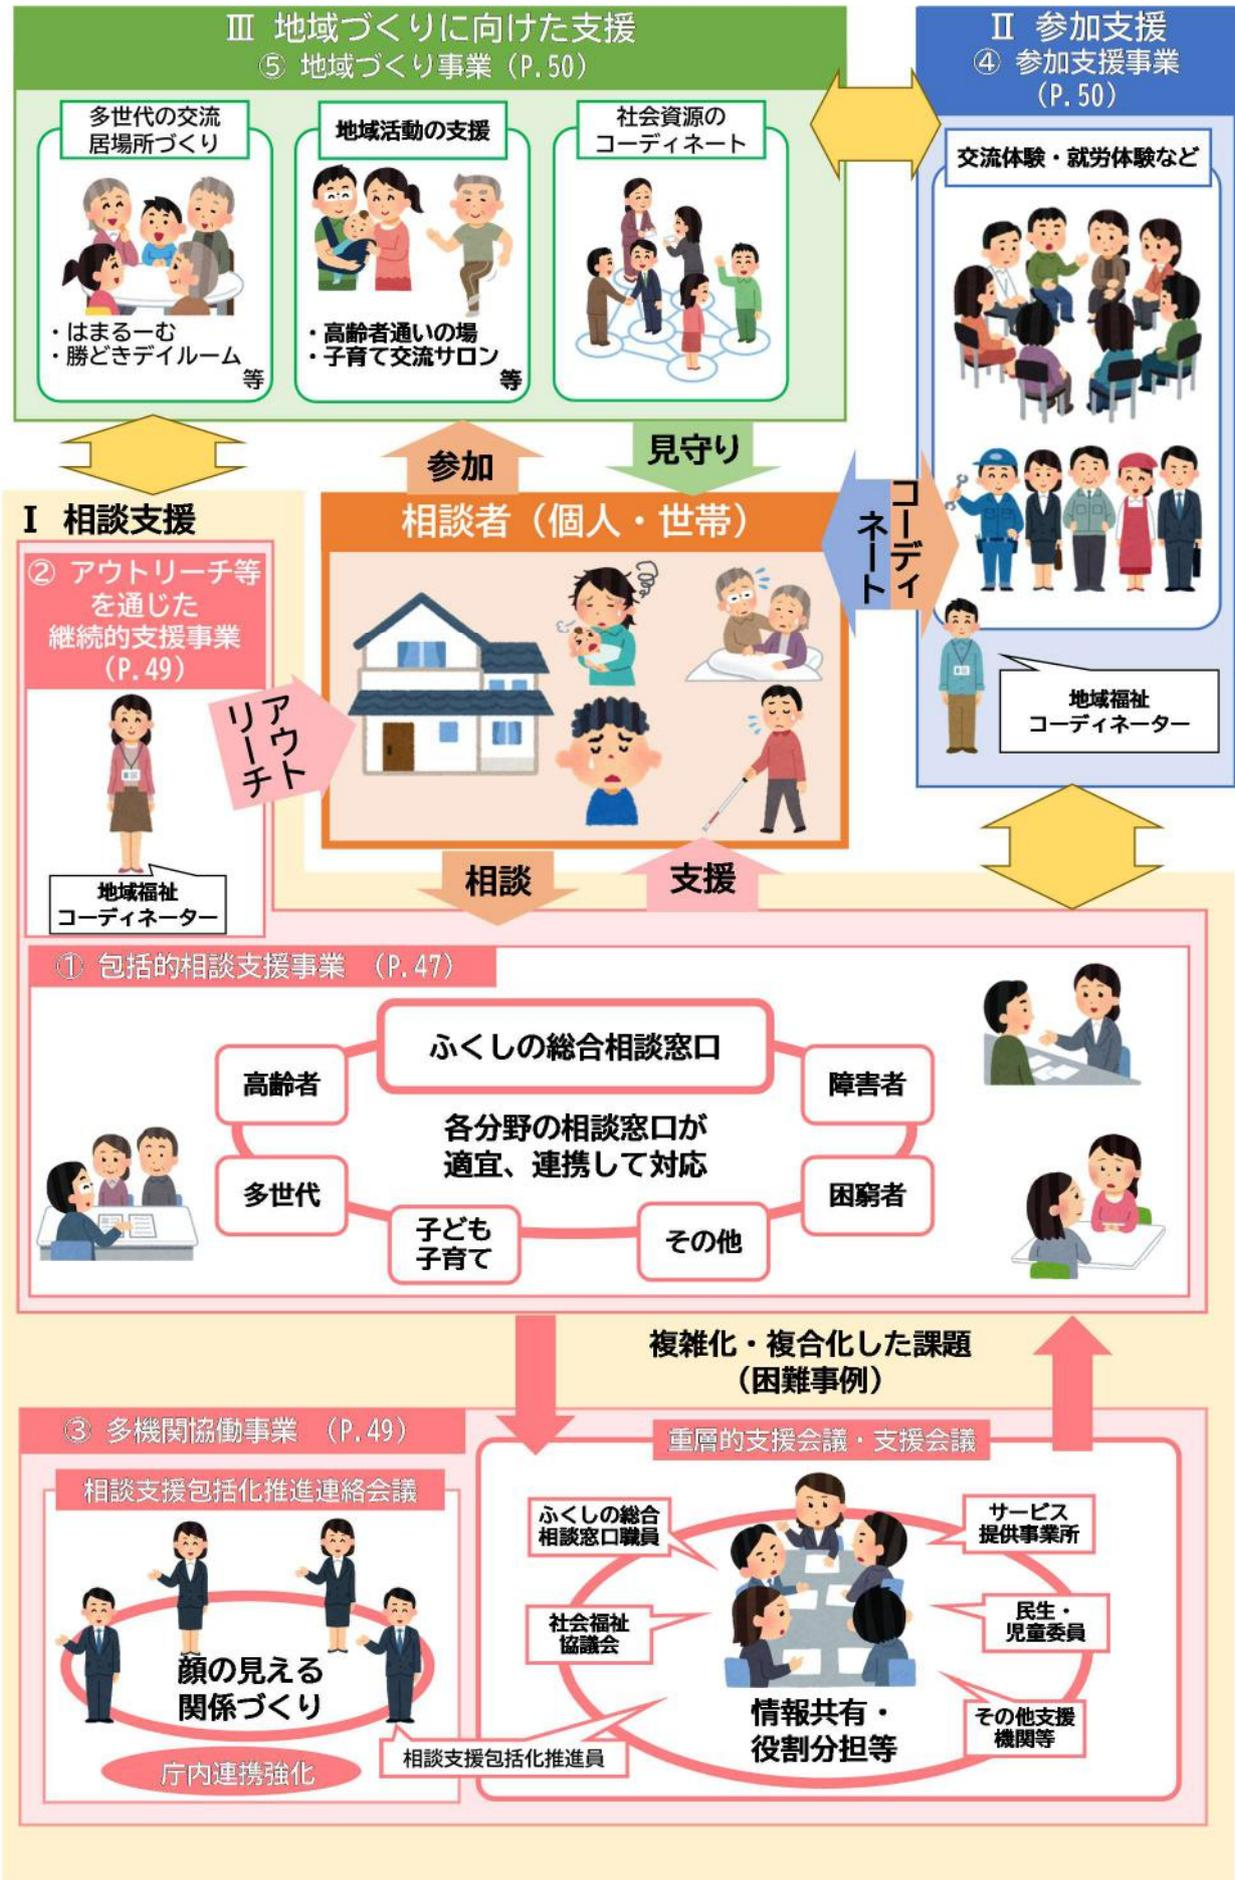 Ⅲ 地域づくりに向けた支援
⑤ 地域づくり事業（P.50）
多世代の交流
居場所づくり
・はまるーむ
・勝どきデイルーム
等
地域活動の支援
・高齢者通いの場
・子育て交流サロン
等
社会資源の
コーディネート
Ⅱ 参加支援
④ 参加支援事業
（P.50）
交流体験・就労体験など
地域福祉
コーディネーター
参加
見守り
コーディ
ネート
Ⅰ 相談支援
② アウトリーチ等
を通じた
継続的支援事業
（P.49）
地域福祉
コーディネーター
アウト
リーチ
相談者（個人・世帯）
相談
支援
① 包括的相談支援事業 （P.47）
ふくしの総合相談窓口
高齢者
障害者
各分野の相談窓口が
適宜、連携して対応
多世代
困窮者
子ども
子育て
その他
複雑化・複合化した課題
（困難事例）
③ 多機関協働事業 （P.49）
相談支援包括化推進連絡会議
顔の見える
関係づくり
庁内連携強化
相談支援包括化推進員
重層的支援会議・支援会議
ふくしの総合
相談窓口職員
サービス
提供事業所
社会福祉
協議会
民生・
児童委員
情報共有・
役割分担等
その他支援
機関等